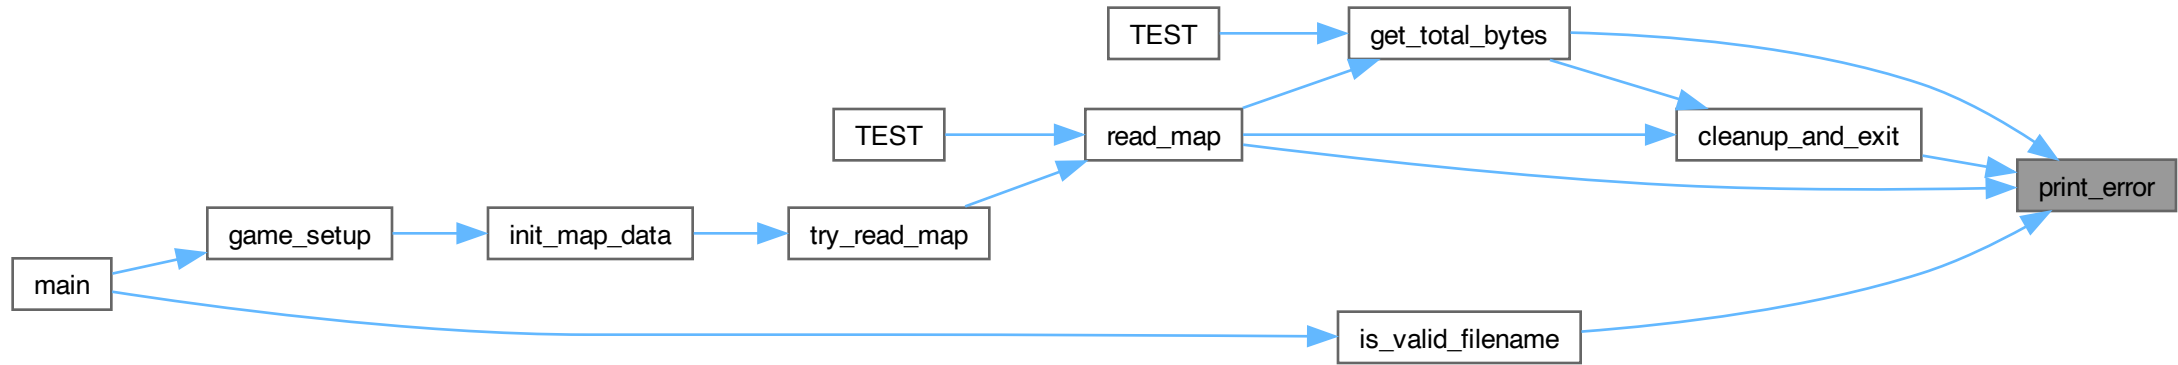 TEST
get_total_bytes
TEST
read_map
cleanup_and_exit
print_error
game_setup
init_map_data
try_read_map
main
is_valid_filename